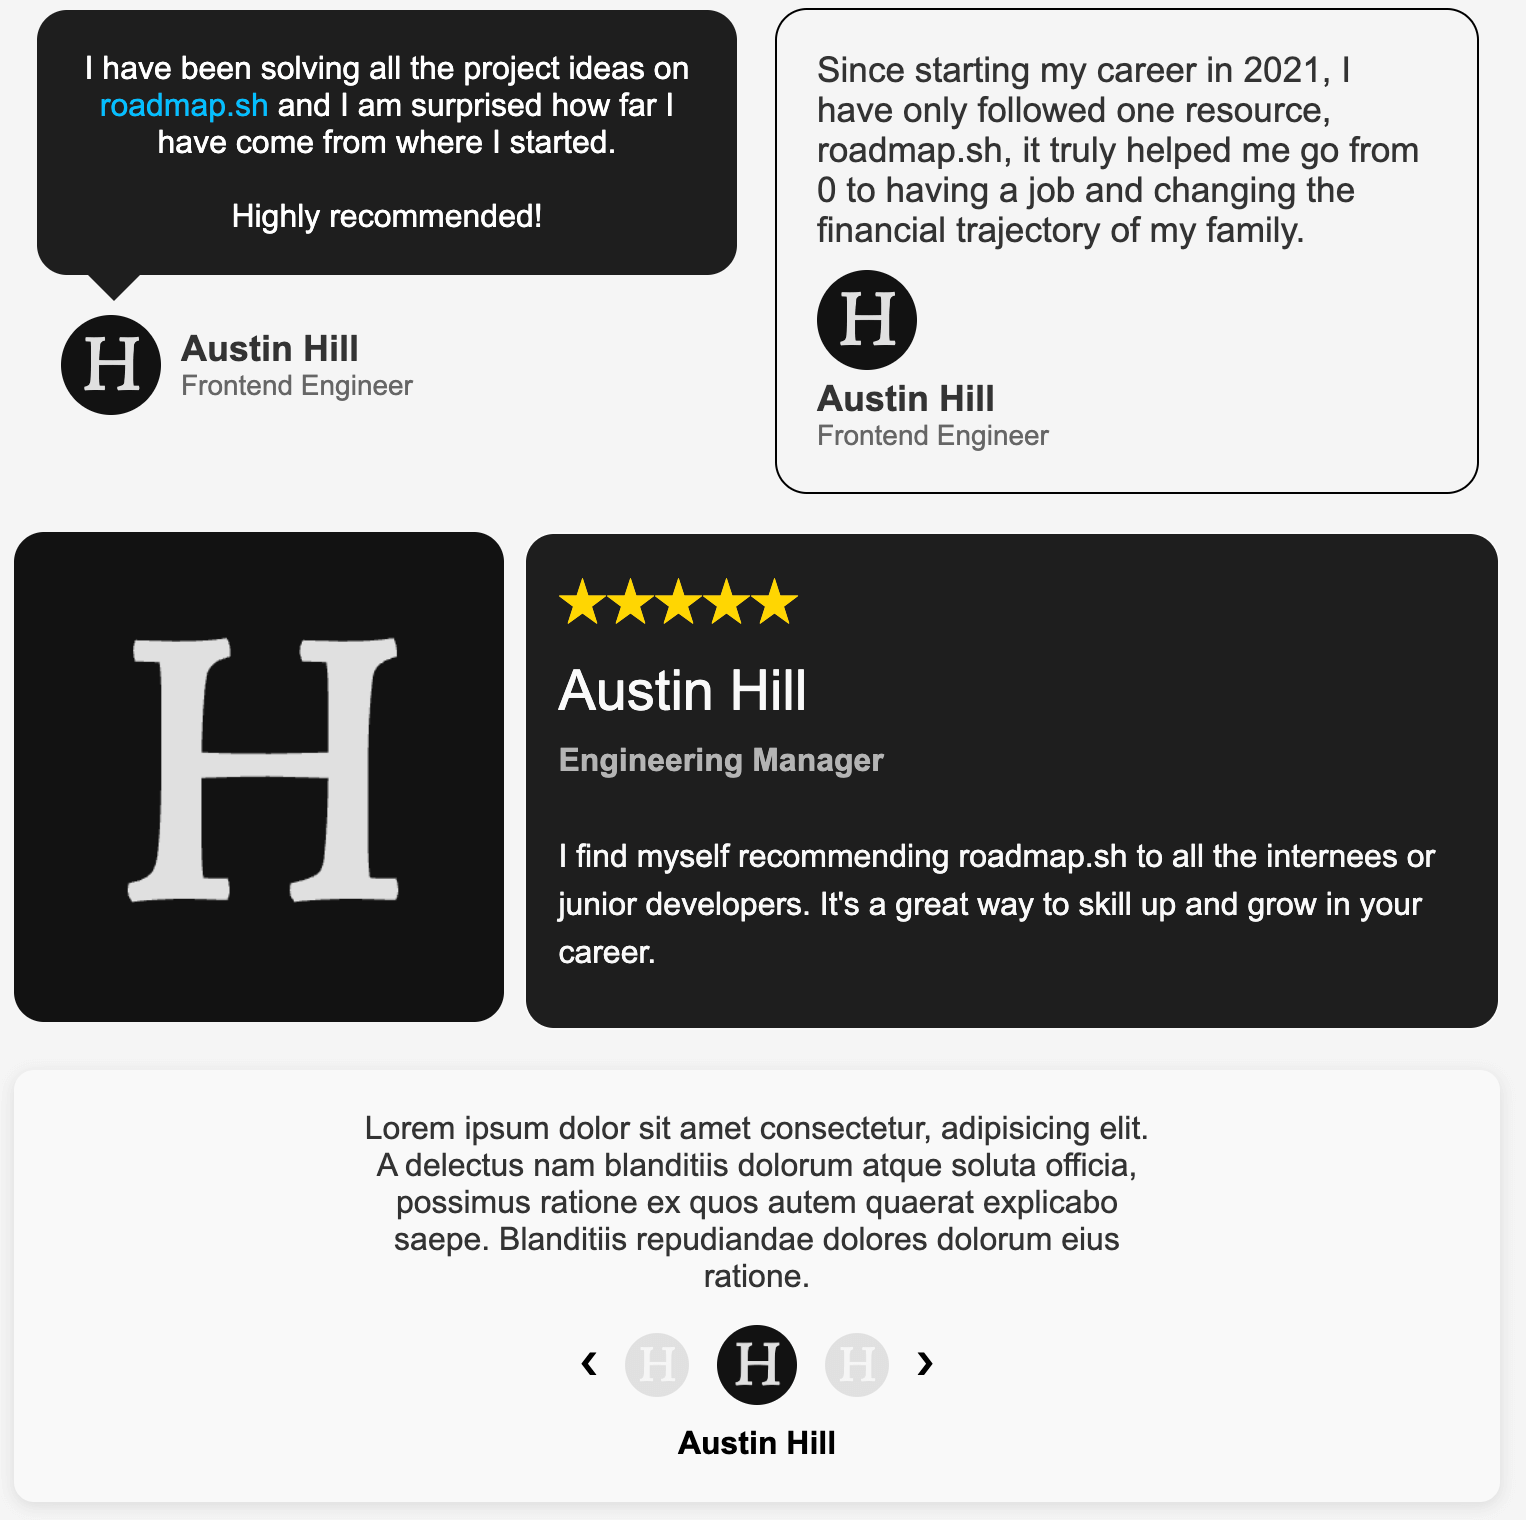 I have been solving all the project ideas on
roadmap.sh and I am surprised how far I
have come from where I started.
Highly recommended!
H
Austin Hill
Frontend Engineer
Since starting my career in 2021, I
have only followed one resource,
roadmap.sh, it truly helped me go from
0 to having a job and changing the
financial trajectory of my family.
H
Austin Hill
Frontend Engineer
H
★★★★★
Austin Hill
Engineering Manager
I find myself recommending roadmap.sh to all the internees or
junior developers. It's a great way to skill up and grow in your
career.
Lorem ipsum dolor sit amet consectetur, adipisicing elit.
A delectus nam blanditiis dolorum atque soluta officia,
possimus ratione ex quos autem quaerat explicabo
saepe. Blanditiis repudiandae dolores dolorum eius
ratione.
‹ H H H ›
Austin Hill